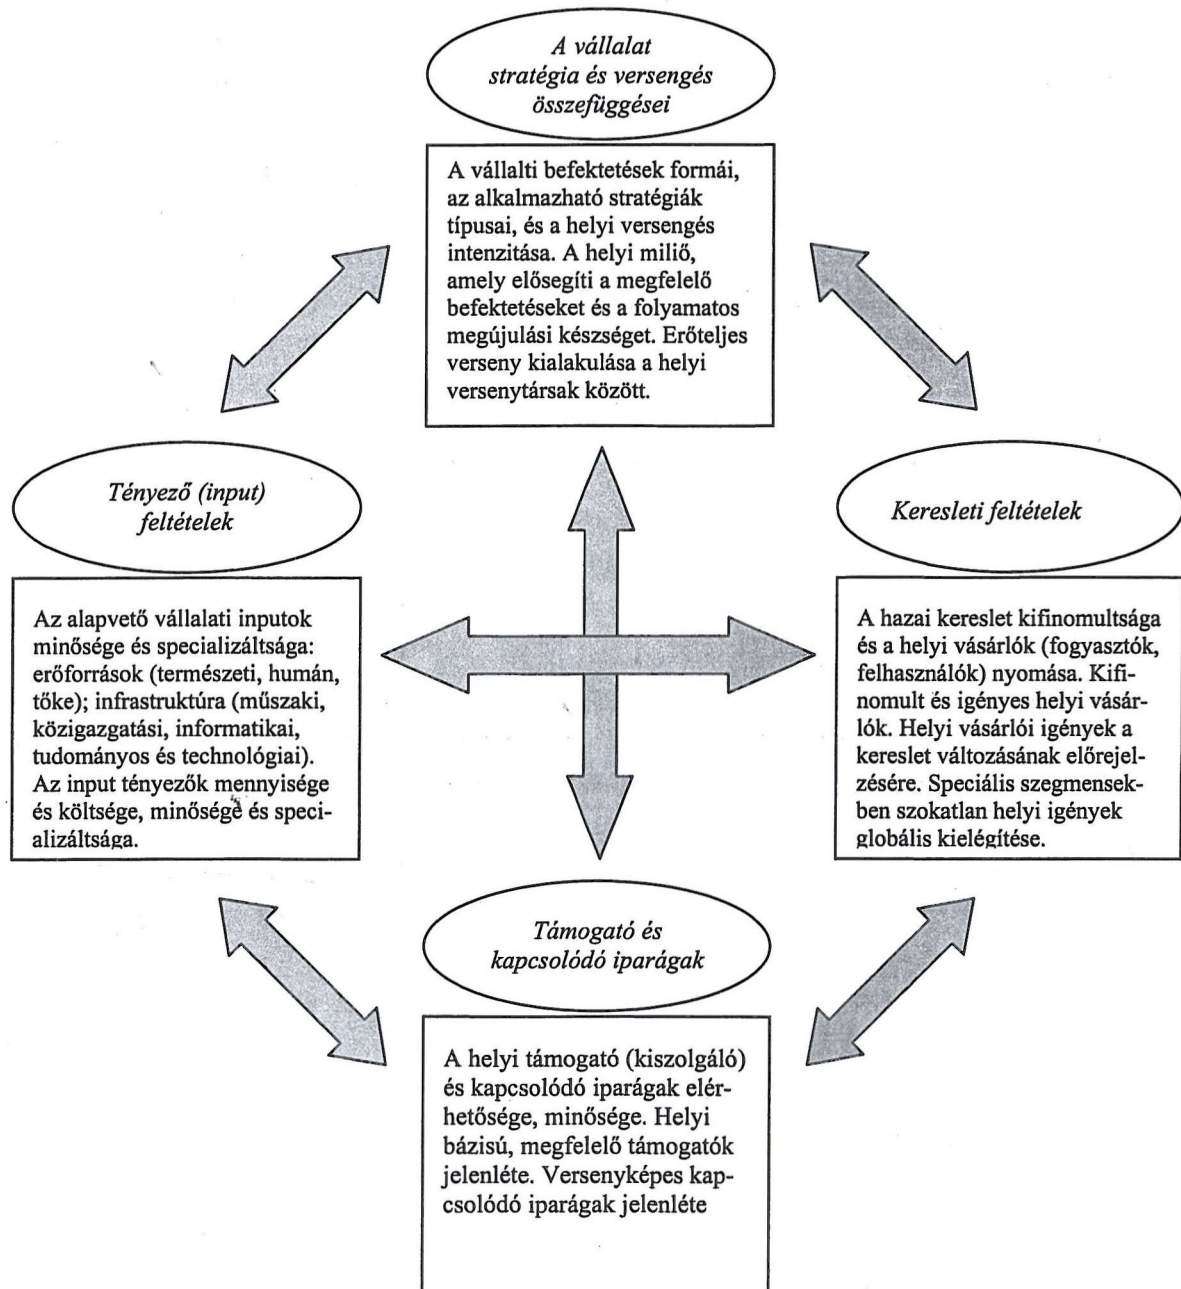 A vállalat
stratégia és versengés
összefüggései
A vállalti befektetések formái,
az alkalmazható stratégiák
típusai, és a helyi versengés
intenzitása. A helyi miliő,
amely elősegíti a megfelelő
befektetéseket és a folyamatos
megújulási készséget. Erőteljes
verseny kialakulása a helyi
versenytársak között.
Tényező (input)
feltételek
Az alapvető vállalati inputok
minősége és specializáltsága:
erőforrások (természeti, humán,
tőke); infrastruktúra (műszaki,
közigazgatási, informatikai,
tudományos és technológiai).
Az input tényezők mennyisége
és költsége, minősége és speci-
alizáltsága.
Keresleti feltételek
A hazai kereslet kifinomultsága
és a helyi vásárlók (fogyasztók,
felhasználók) nyomása. Kifi-
nomult és igényes helyi vásár-
lók. Helyi vásárlói igények a
kereslet változásának előrejel-
zésére. Speciális szegmensek-
ben szokatlan helyi igények
globális kielégítése.
Támogató és
kapcsolódó iparágak
A helyi támogató (kiszolgáló)
és kapcsolódó iparágak elér-
hetősége, minősége. Helyi
bázisú, megfelelő támogatók
jelenléte. Versenyképes kap-
csolódó iparágak jelenléte